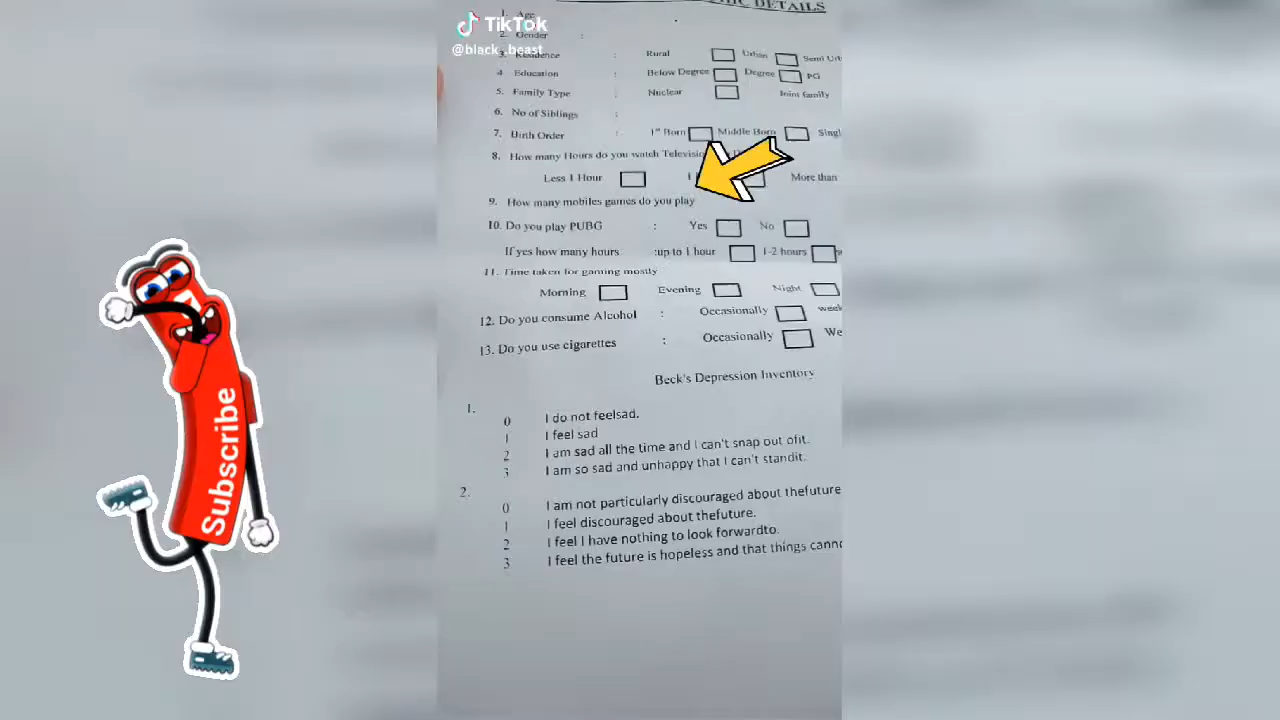 TikTok
@black_.beast
DETAILS
1. Age
2. Gender :
3. Residence : Rural Urban Semi Urb
4. Education : Below Degree Degree PG
5. Family Type : Nuclear Joint family
6. No of Siblings :
7. Birth Order : 1st Born Middle Born Singl
8. How many Hours do you watch Televisio
Less 1 Hour 1 More than
9. How many mobiles games do you play
10. Do you play PUBG : Yes No
If yes how many hours :up to 1 hour 1-2 hours
11. Time taken for gaming mostly
Morning Evening Night
12. Do you consume Alcohol : Occasionally week
13. Do you use cigarettes : Occasionally We
Beck's Depression Inventory
1.
0 I do not feelsad.
1 I feel sad
2 I am sad all the time and I can't snap out ofit.
3 I am so sad and unhappy that I can't standit.
2.
0 I am not particularly discouraged about thefuture
1 I feel discouraged about thefuture.
2 I feel I have nothing to look forwardto.
3 I feel the future is hopeless and that things canno
Subscribe